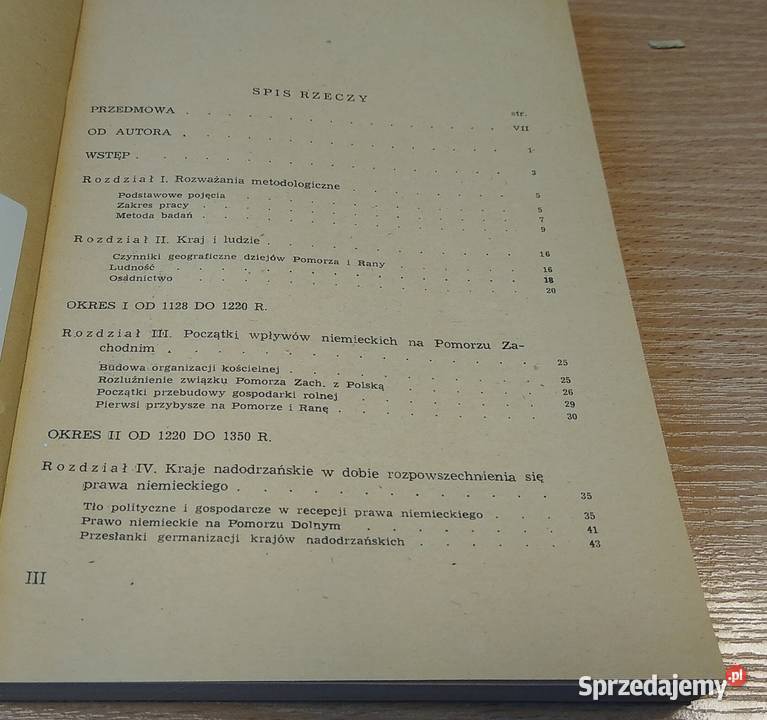 SPIS RZECZY
str.
PRZEDMOWA . . . . . . . . . . . . VII
OD AUTORA . . . . . . . . . . . . 1
WSTĘP . . . . . . . . . . . . . 3
Rozdział I. Rozważania metodologiczne . . . . . . 5
Podstawowe pojęcia . . . . . . . . . . 5
Zakres pracy . . . . . . . . . . . 7
Metoda badań . . . . . . . . . . . 9
Rozdział II. Kraj i ludzie . . . . . . . . . 16
Czynniki geograficzne dziejów Pomorza i Rany . . . . 16
Ludność . . . . . . . . . . . . 18
Osadnictwo . . . . . . . . . . . 20
OKRES I OD 1128 DO 1220 R.
Rozdział III. Początki wpływów niemieckich na Pomorzu Za-
chodnim . . . . . . . . . . . . 25
Budowa organizacji kościelnej . . . . . . . 25
Rozluźnienie związku Pomorza Zach. z Polską . . . . 26
Początki przebudowy gospodarki rolnej . . . . . 29
Pierwsi przybysze na Pomorze i Ranę . . . . . . 30
OKRES II OD 1220 DO 1350 R.
Rozdział IV. Kraje nadodrzańskie w dobie rozpowszechnienia się
prawa niemieckiego . . . . . . . . . . 35
Tło polityczne i gospodarcze w recepcji prawa niemieckiego . . 35
Prawo niemieckie na Pomorzu Dolnym . . . . . . 41
Przesłanki germanizacji krajów nadodrzańskich . . . . . 43
III
Sprzedajemy.pl